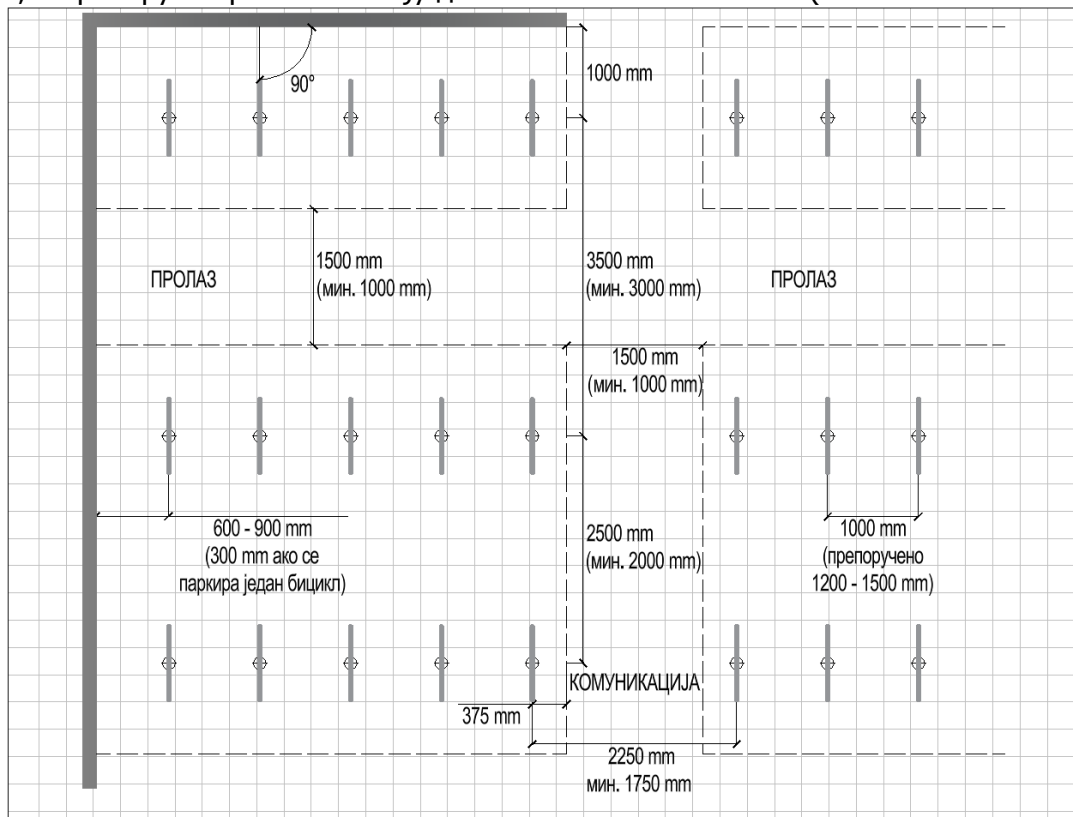 90°
1000 mm
ПРОЛАЗ
1500 mm
(мин. 1000 mm)
3500 mm
(мин. 3000 mm)
ПРОЛАЗ
1500 mm
(мин. 1000 mm)
600 - 900 mm
(300 mm ако се
паркира један бицикл)
2500 mm
(мин. 2000 mm)
1000 mm
(препоручено
1200 - 1500 mm)
КОМУНИКАЦИЈА
375 mm
2250 mm
мин. 1750 mm